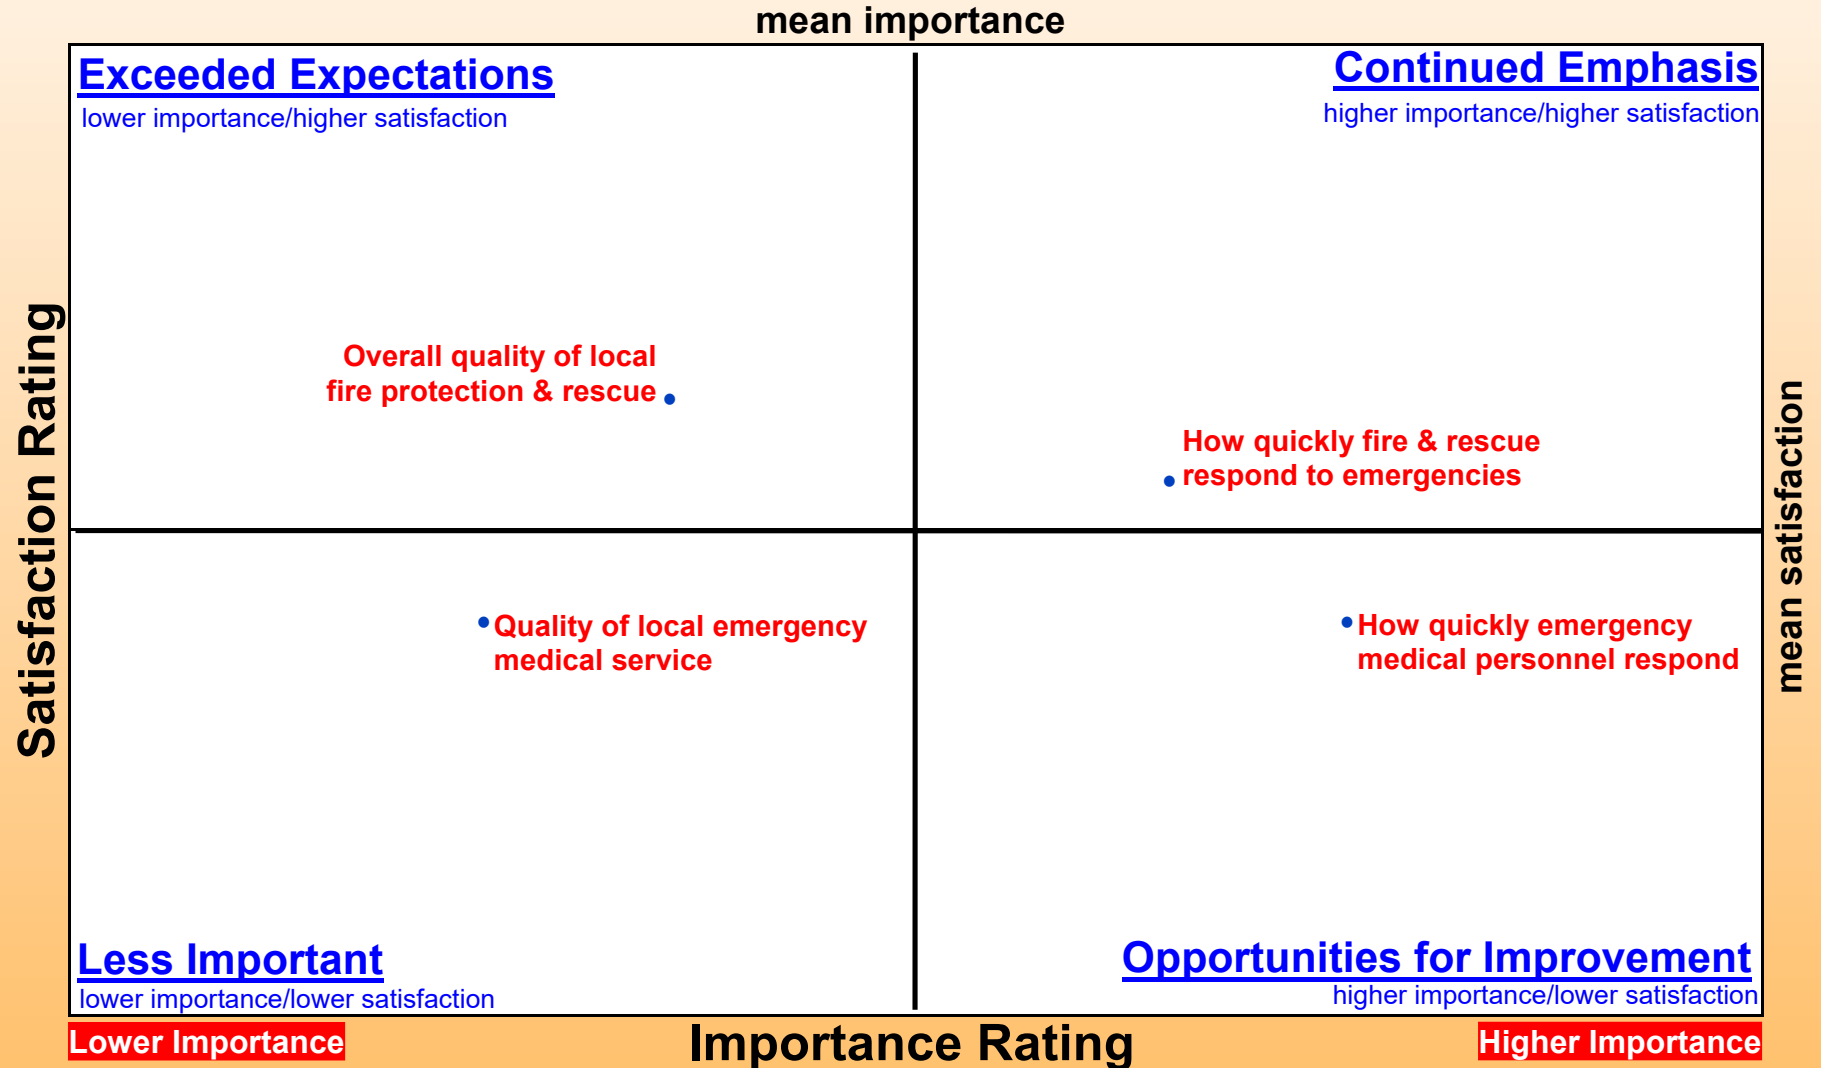 mean importance
Exceeded Expectations
lower importance/higher satisfaction
Continued Emphasis
higher importance/higher satisfaction
Overall quality of local
fire protection & rescue
How quickly fire & rescue
respond to emergencies
Satisfaction Rating
mean satisfaction
Quality of local emergency
medical service
How quickly emergency
medical personnel respond
Less Important
lower importance/lower satisfaction
Opportunities for Improvement
higher importance/lower satisfaction
Lower Importance
Importance Rating
Higher Importance